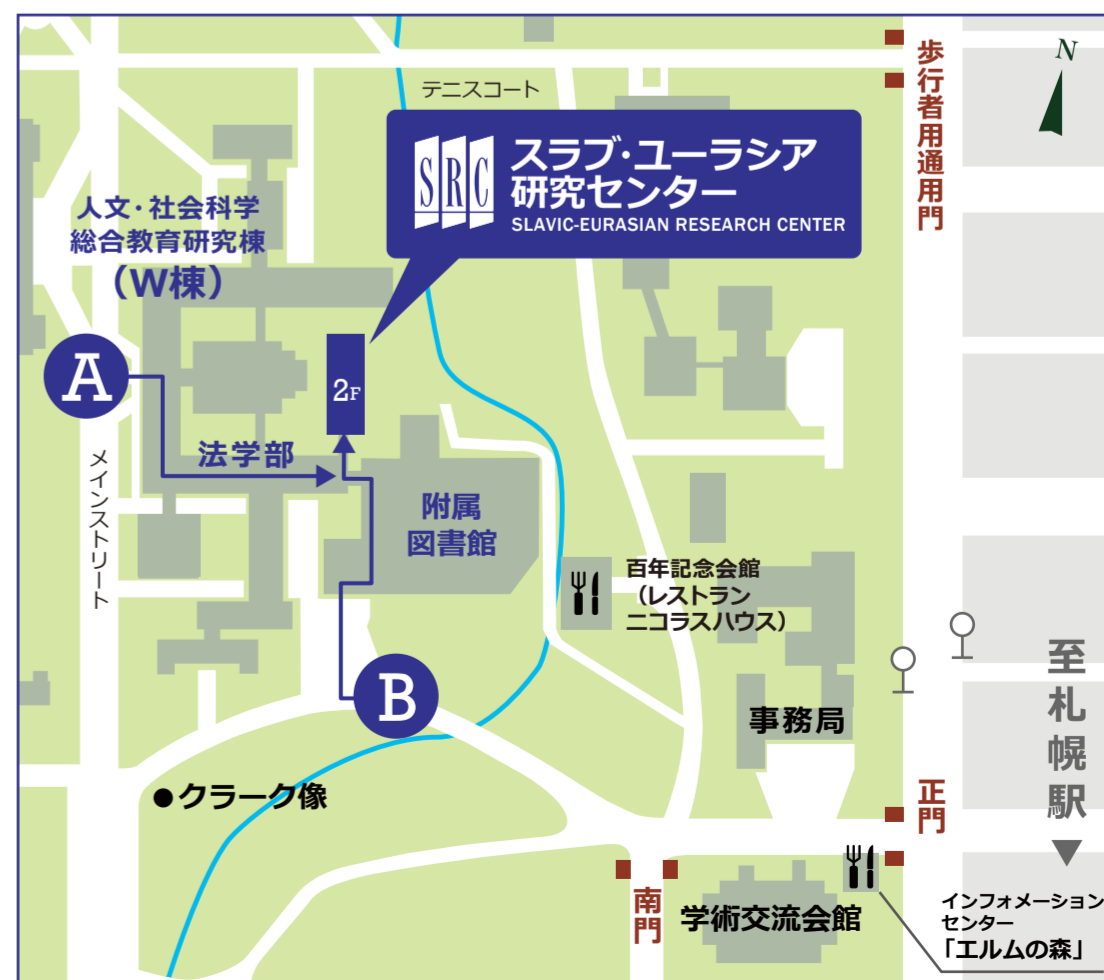 歩行者用通用門
N
テニスコート
SRC
スラブ・ユーラシア
研究センター
SLAVIC-EURASIAN RESEARCH CENTER
人文・社会科学
総合教育研究棟
（W棟）
A
2F
法学部
メインストリート
附属
図書館
百年記念会館
（レストラン
ニコラスハウス）
B
事務局
至札幌駅▼
●クラーク像
正門
南門
学術交流会館
インフォメーション
センター
「エルムの森」